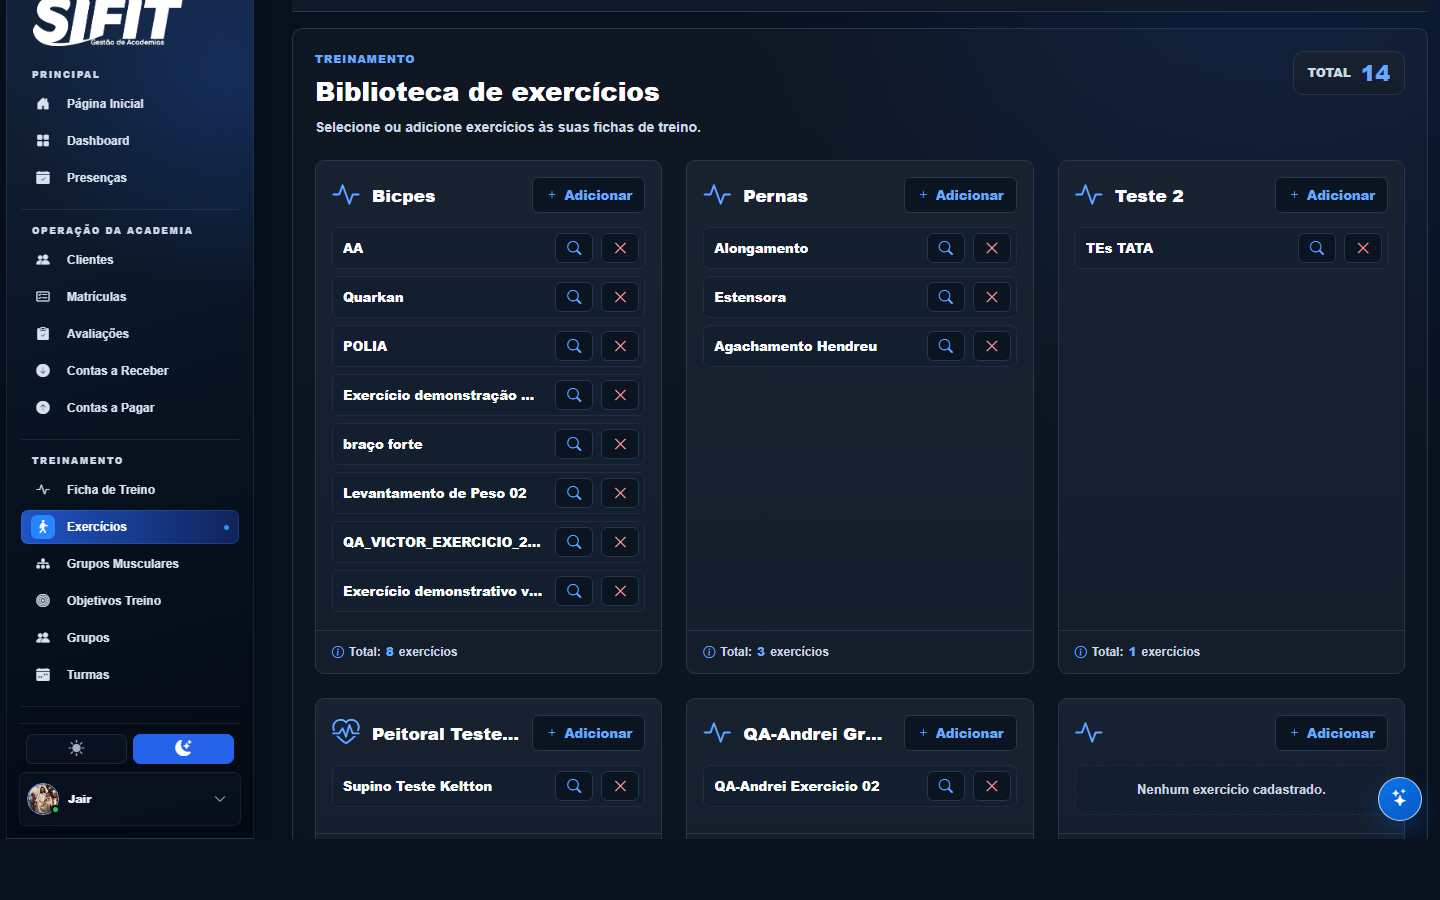 SIFIT
Gestão de Academias
PRINCIPAL
Página Inicial
Dashboard
Presenças
OPERAÇÃO DA ACADEMIA
Clientes
Matrículas
Avaliações
Contas a Receber
Contas a Pagar
TREINAMENTO
Ficha de Treino
Exercícios
Grupos Musculares
Objetivos Treino
Grupos
Turmas
Jair
TREINAMENTO
Biblioteca de exercícios
Selecione ou adicione exercícios às suas fichas de treino.
TOTAL 14
Bicpes
+ Adicionar
AA
Quarkan
POLIA
Exercício demonstração ...
braço forte
Levantamento de Peso 02
QA_VICTOR_EXERCICIO_2...
Exercício demonstrativo v...
Total: 8 exercícios
Pernas
+ Adicionar
Alongamento
Estensora
Agachamento Hendreu
Total: 3 exercícios
Teste 2
+ Adicionar
TEs TATA
Total: 1 exercícios
Peitoral Teste...
+ Adicionar
Supino Teste Keltton
QA-Andrei Gr...
+ Adicionar
QA-Andrei Exercicio 02
+ Adicionar
Nenhum exercício cadastrado.